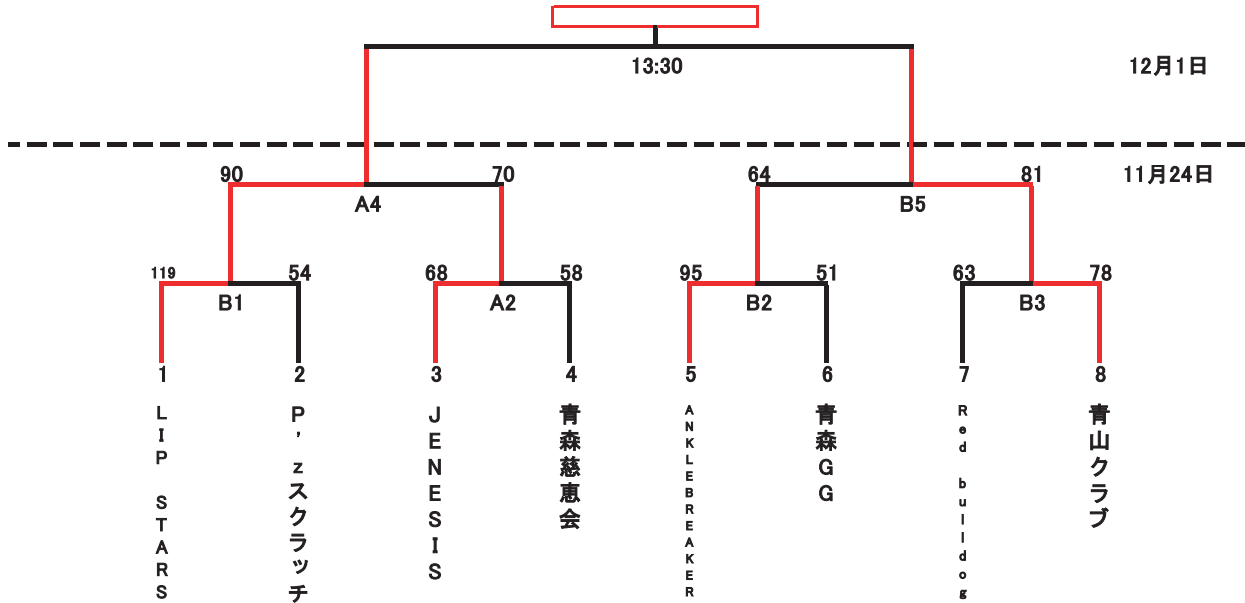 13:30
12月1日
90
70
64
81
11月24日
A4
B5
119
54
68
58
95
51
63
78
B1
A2
B2
B3
1
2
3
4
5
6
7
8
LIP STARS
P'zスクラッチ
JENESIS
青森慈恵会
ANKLEBREAKER
青森GG
Red bulldog
青山クラブ